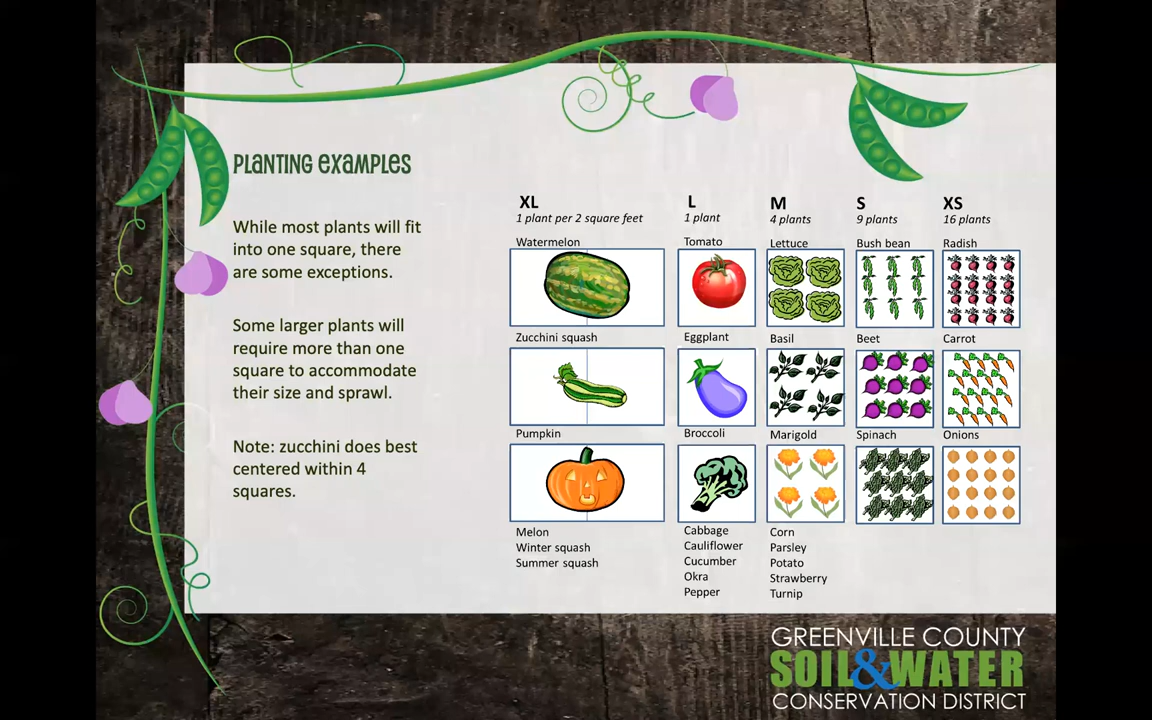 PLANTING EXAMPLES
While most plants will fit
into one square, there
are some exceptions.
Some larger plants will
require more than one
square to accommodate
their size and sprawl.
Note: zucchini does best
centered within 4
squares.
XL
1 plant per 2 square feet
Watermelon
Zucchini squash
Pumpkin
Melon
Winter squash
Summer squash
L
1 plant
Tomato
Eggplant
Broccoli
Cabbage
Cauliflower
Cucumber
Okra
Pepper
M
4 plants
Lettuce
Basil
Marigold
Corn
Parsley
Potato
Strawberry
Turnip
S
9 plants
Bush bean
Beet
Spinach
XS
16 plants
Radish
Carrot
Onions
GREENVILLE COUNTY
SOIL&WATER
CONSERVATION DISTRICT